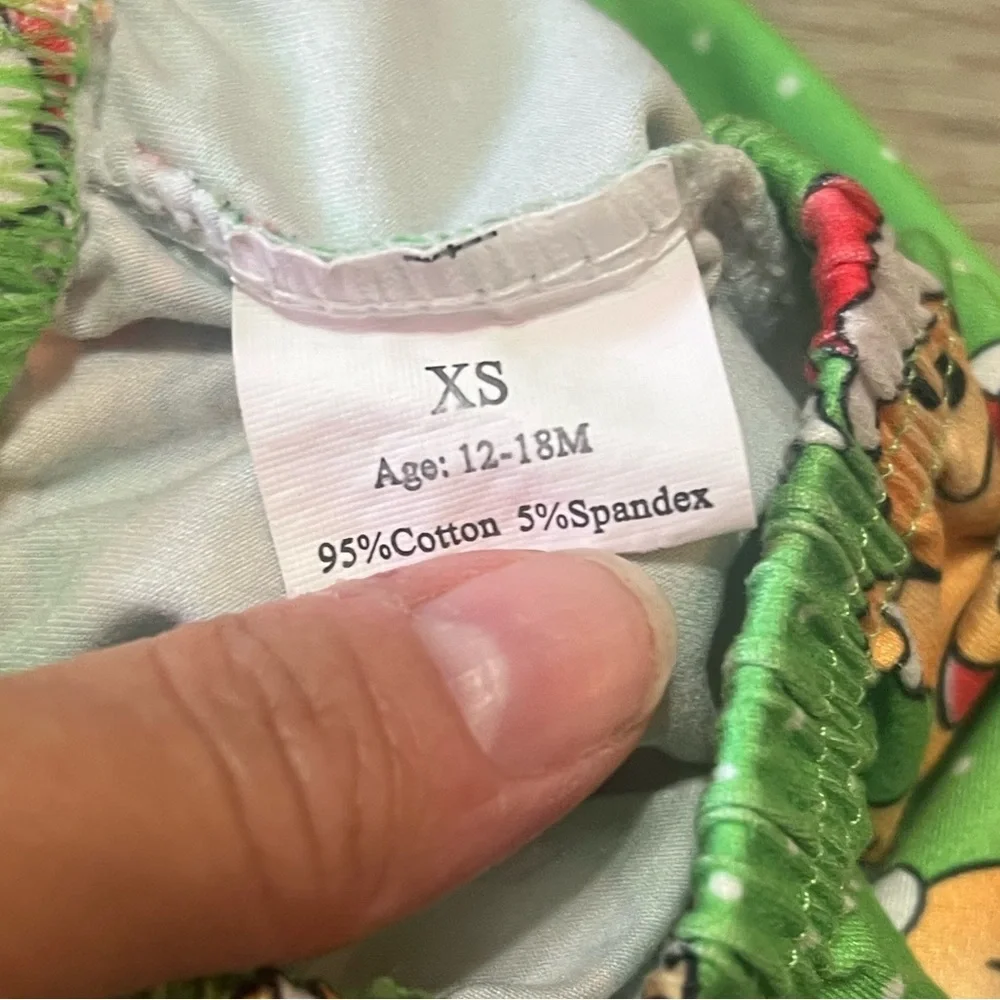 XS
Age: 12-18M
95%Cotton 5%Spandex